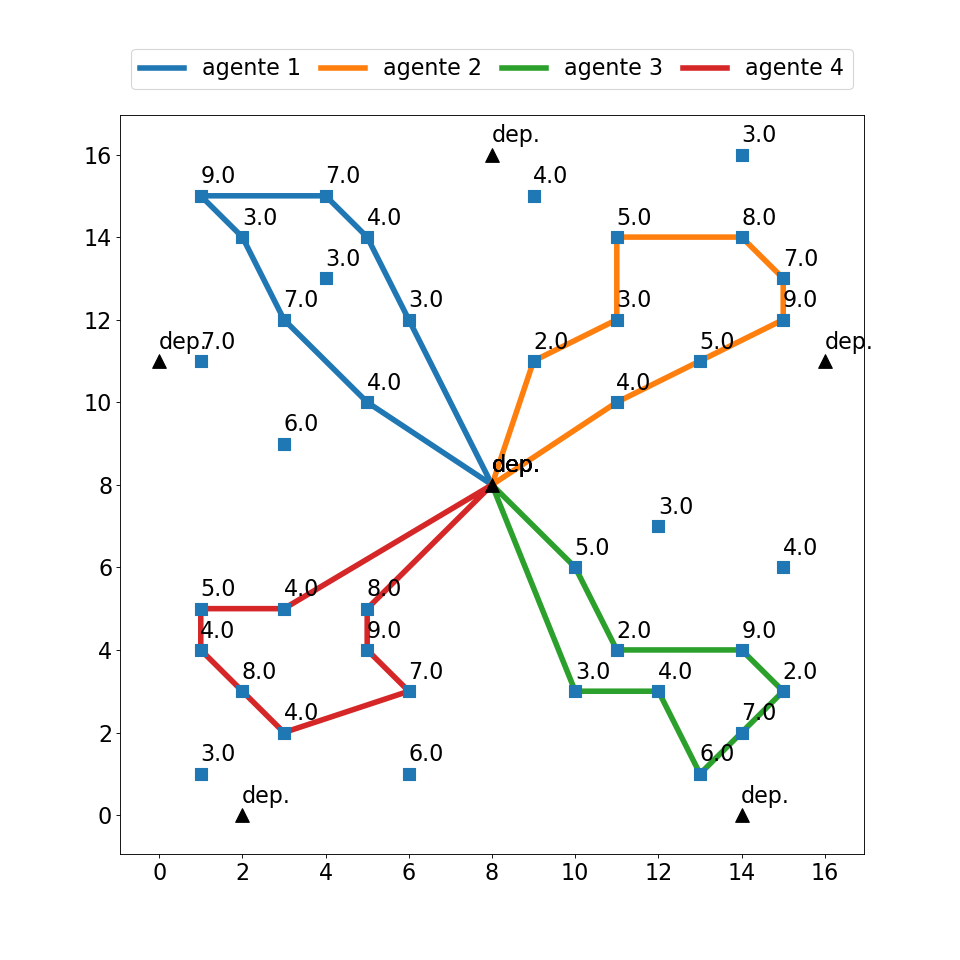 agente 1 agente 2 agente 3 agente 4
dep. 3.0
16
9.0 7.0 4.0
3.0 4.0 5.0 8.0
14
3.0 7.0
7.0 3.0 3.0 9.0
12
dep. 7.0 2.0 5.0 dep.
4.0 4.0
10
6.0
dep. dep.
8
3.0
5.0 4.0
6
5.0 4.0 8.0
4.0 9.0 2.0 9.0
4
8.0 7.0 3.0 4.0 2.0
4.0 7.0
2
3.0 6.0 6.0
dep. dep.
0
0 2 4 6 8 10 12 14 16